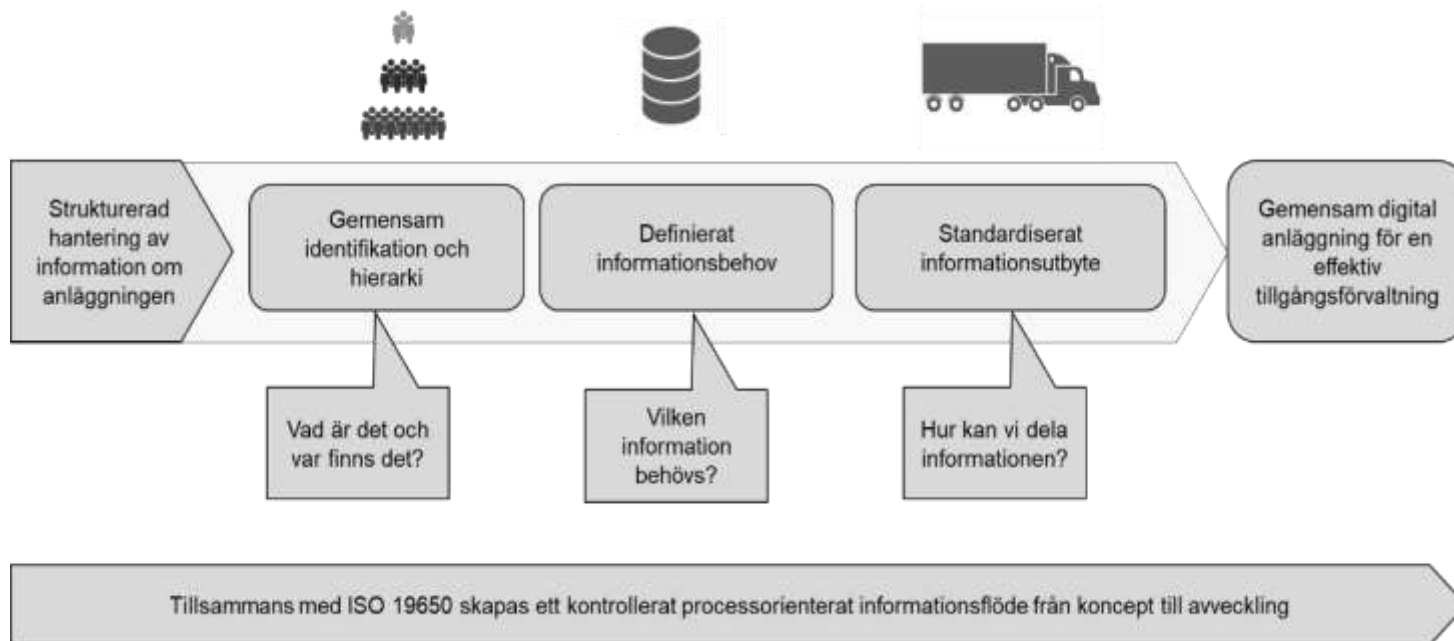 Strukturerad
hantering av
information om
anläggningen
Gemensam
identifikation och
hierarki
Definierat
informationsbehov
Standardiserat
informationsutbyte
Gemensam digital
anläggning för en
effektiv
tillgångsförvaltning
Vad är det och
var finns det?
Vilken
information
behövs?
Hur kan vi dela
informationen?
Tillsammans med ISO 19650 skapas ett kontrollerat processorienterat informationsflöde från koncept till avveckling